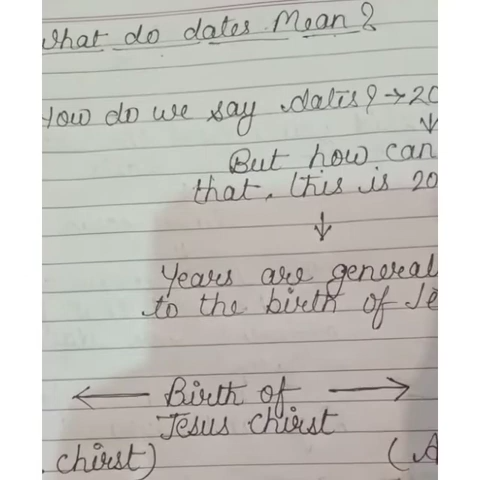 What do dates Mean?
How do we say dates? → 20
↓
But how can
that, this is 20
↓
Years are general
to the birth of Je
← Birth of →
Jesus chirst
. chirst) (A